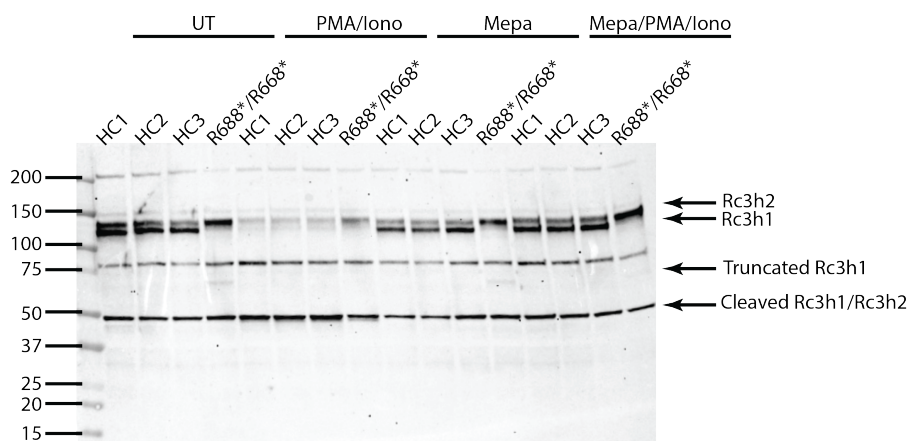 UT PMA/Iono Mepa Mepa/PMA/Iono
HC1 HC2 HC3 R688*/R668* HC1 HC2 HC3 R688*/R668* HC1 HC2 HC3 R688*/R668* HC1 HC2 HC3 R688*/R668*
200
150
100
75
50
37
25
20
15
Rc3h2
Rc3h1
Truncated Rc3h1
Cleaved Rc3h1/Rc3h2